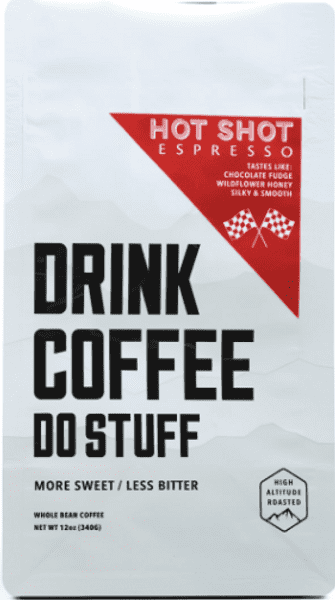 HOT SHOT
ESPRESSO
TASTES LIKE:
CHOCOLATE FUDGE
WILDFLOWER HONEY
SILKY & SMOOTH
DRINK
COFFEE
DO STUFF
MORE SWEET / LESS BITTER
HIGH
ALTITUDE
ROASTED
WHOLE BEAN COFFEE
NET WT 12oz (340G)